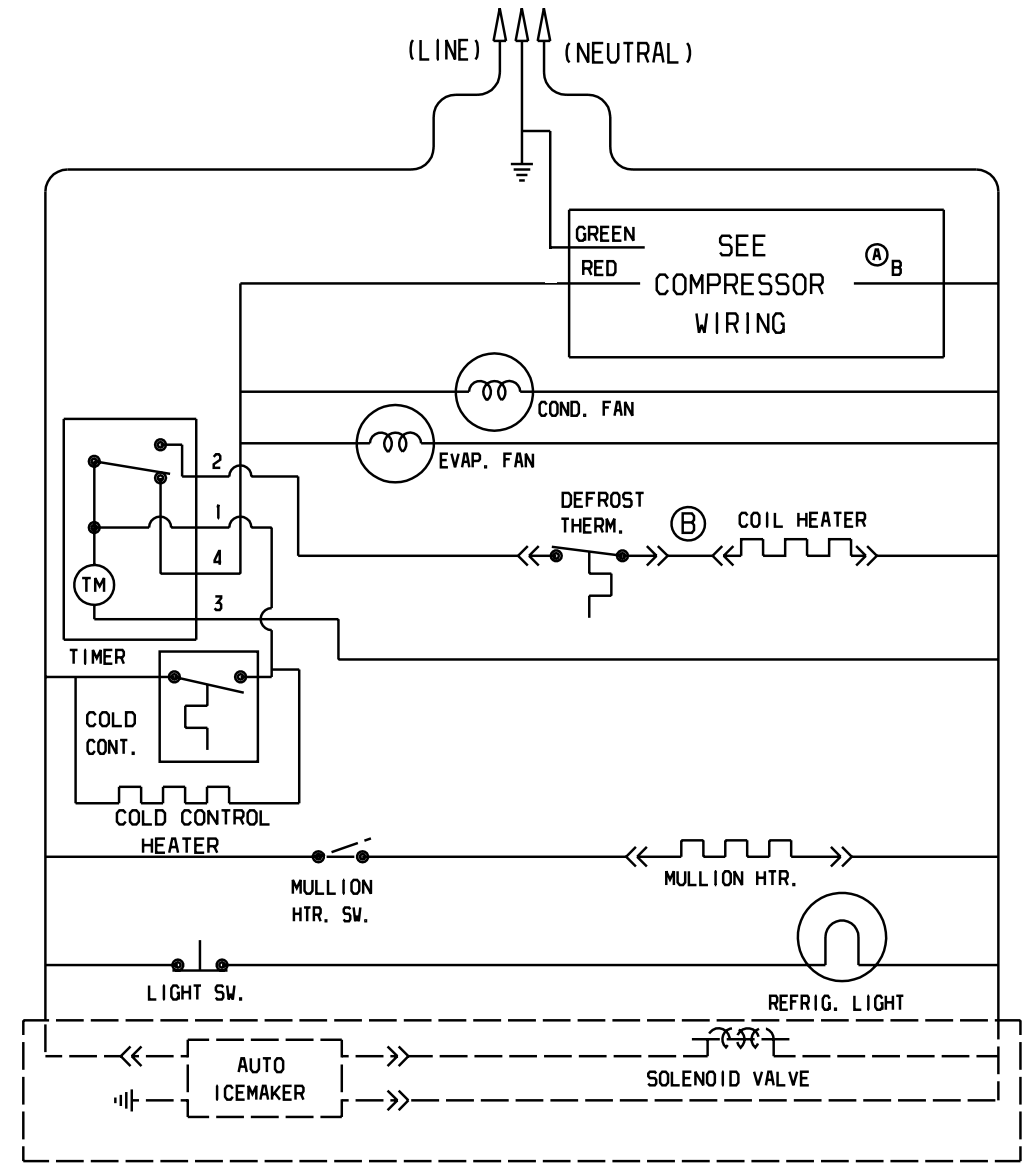 (LINE) (NEUTRAL)
GREEN
RED
SEE
COMPRESSOR
WIRING
A
B
COND. FAN
EVAP. FAN
2
1
4
3
TM
TIMER
DEFROST
THERM.
B
COIL HEATER
COLD
CONT.
COLD CONTROL
HEATER
MULLION
HTR. SW.
MULLION HTR.
LIGHT SW.
REFRIG. LIGHT
AUTO
ICEMAKER
SOLENOID VALVE